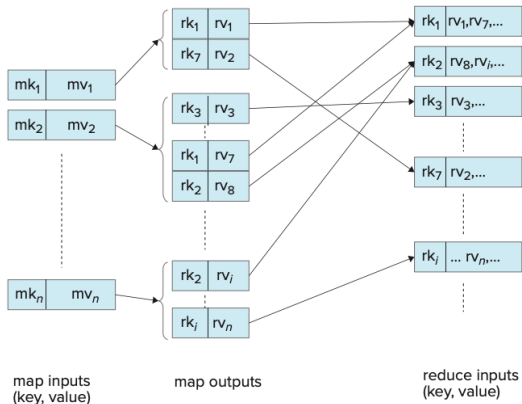 mk₁ mv₁
mk₂ mv₂
mkₙ mvₙ
map inputs
(key, value)
rk₁ rv₁
rk₇ rv₂
rk₃ rv₃
rk₁ rv₇
rk₂ rv₈
rk₂ rvᵢ
rkᵢ rvₙ
map outputs
rk₁ rv₁,rv₇,...
rk₂ rv₈,rvᵢ,...
rk₃ rv₃,...
rk₇ rv₂,...
rkᵢ ... rvₙ,...
reduce inputs
(key, value)